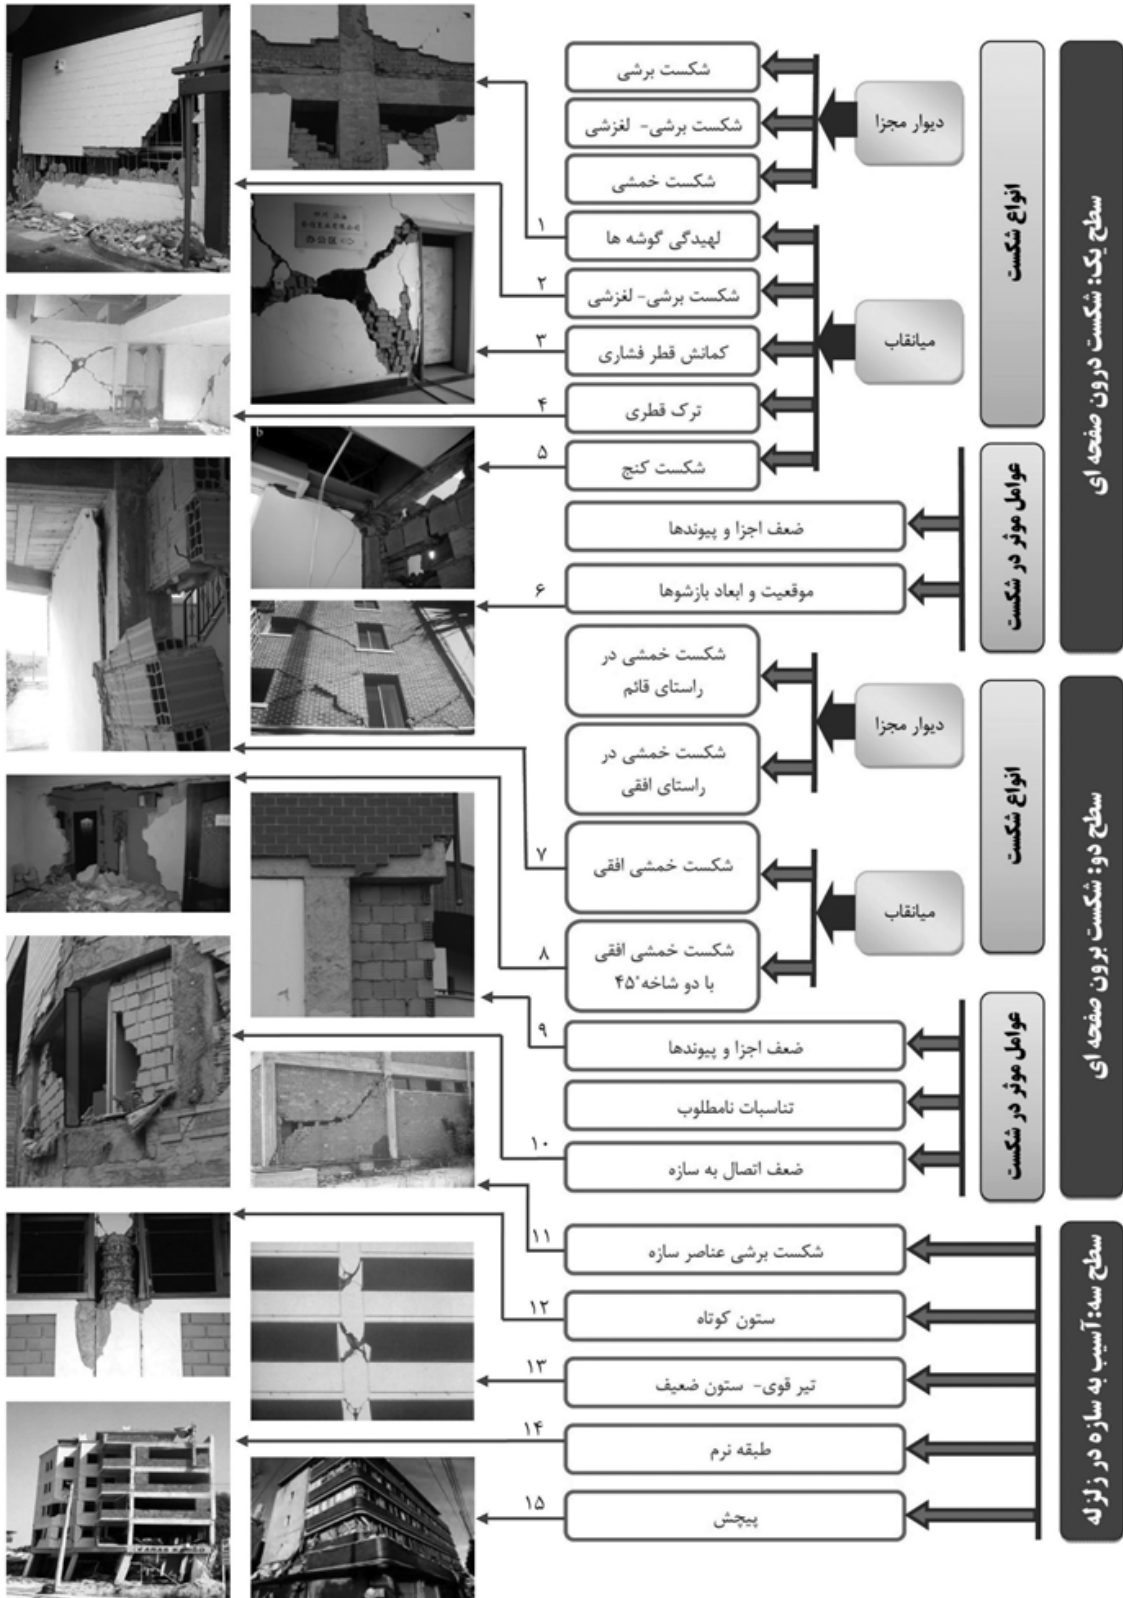 سطح یک: شکست درون صفحه ای
انواع شکست
دیوار مجزا
شکست برشی
شکست برشی- لغزشی
شکست خمشی
میانقاب
۱
لهیدگی گوشه ها
۲
شکست برشی- لغزشی
۳
کمانش قطر فشاری
۴
ترک قطری
۵
شکست کنج
عوامل موثر در شکست
ضعف اجزا و پیوندها
۶
موقعیت و ابعاد بازشوها
سطح دو: شکست برون صفحه ای
انواع شکست
دیوار مجزا
شکست خمشی در
راستای قائم
شکست خمشی در
راستای افقی
میانقاب
۷
شکست خمشی افقی
۸
شکست خمشی افقی
با دو شاخه ۴۵°
عوامل موثر در شکست
۹
ضعف اجزا و پیوندها
تناسبات نامطلوب
۱۰
ضعف اتصال به سازه
سطح سه: آسیب به سازه در زلزله
۱۱
شکست برشی عناصر سازه
۱۲
ستون کوتاه
۱۳
تیر قوی- ستون ضعیف
۱۴
طبقه نرم
۱۵
پیچش
b
办公区